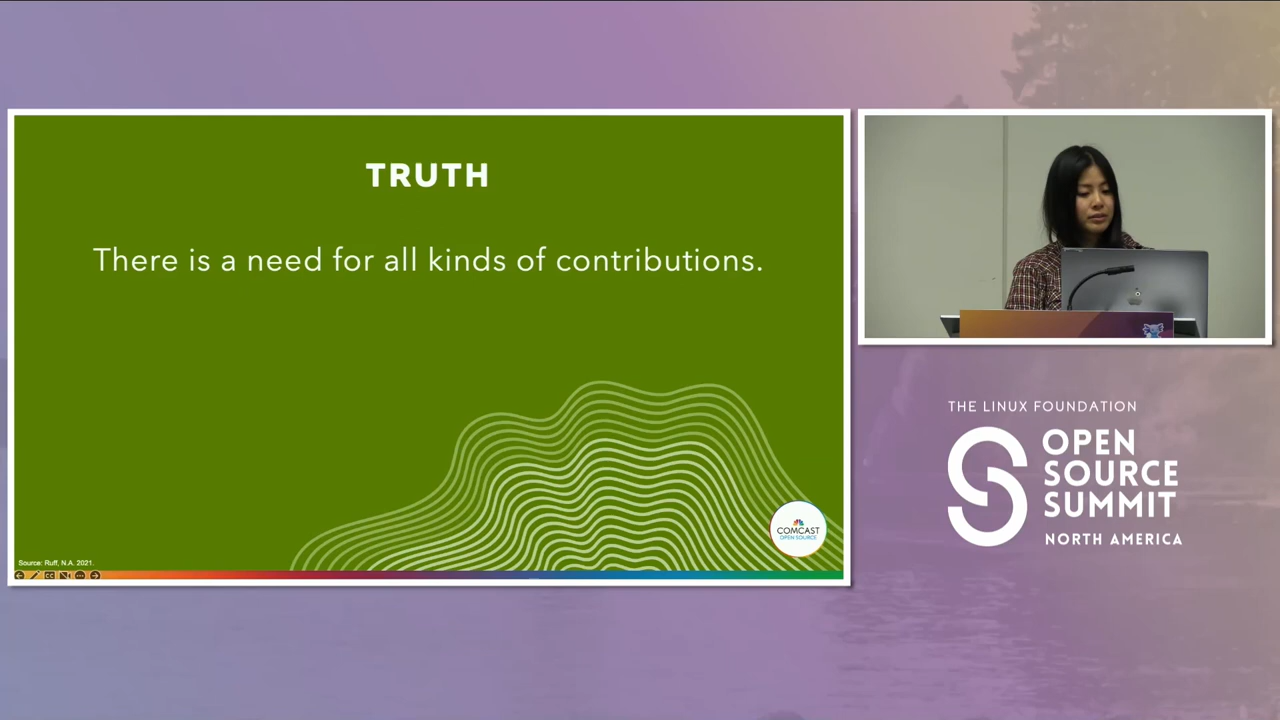 TRUTH
There is a need for all kinds of contributions.
COMCAST
OPEN SOURCE
Source: Ruff, N.A. 2021.
CC
THE LINUX FOUNDATION
OPEN
SOURCE
SUMMIT
NORTH AMERICA